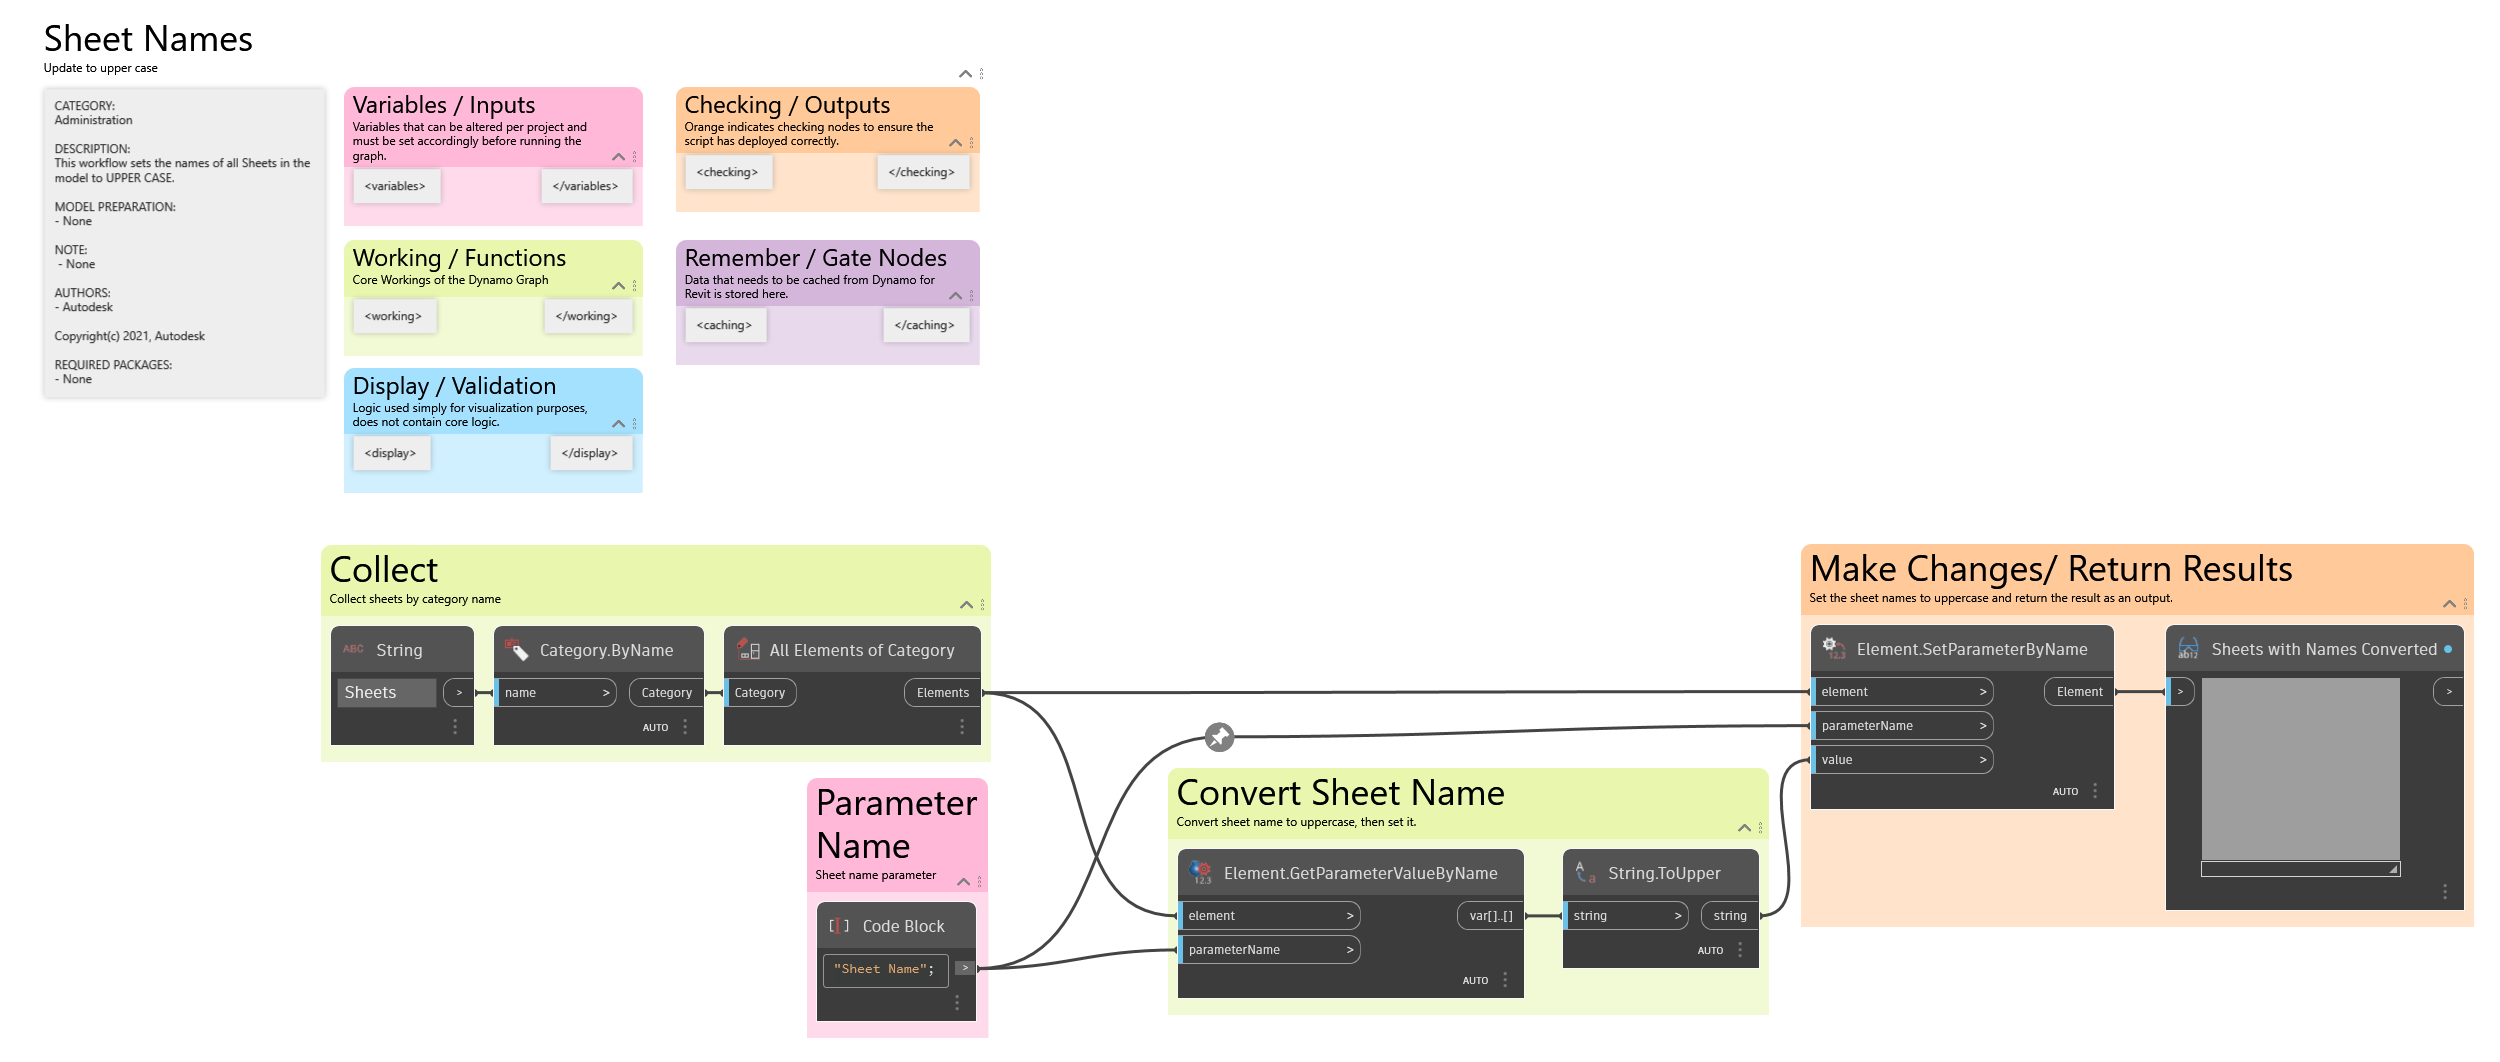 Sheet Names
Update to upper case
CATEGORY:
Administration
DESCRIPTION:
This workflow sets the names of all Sheets in the
model to UPPER CASE.
MODEL PREPARATION:
- None
NOTE:
- None
AUTHORS:
- Autodesk
Copyright(c) 2021, Autodesk
REQUIRED PACKAGES:
- None
Variables / Inputs
Variables that can be altered per project and
must be set accordingly before running the
graph.
<variables>
</variables>
Checking / Outputs
Orange indicates checking nodes to ensure the
script has deployed correctly.
<checking>
</checking>
Working / Functions
Core Workings of the Dynamo Graph
<working>
</working>
Remember / Gate Nodes
Data that needs to be cached from Dynamo for
Revit is stored here.
<caching>
</caching>
Display / Validation
Logic used simply for visualization purposes,
does not contain core logic.
<display>
</display>
Collect
Collect sheets by category name
ABC String
Sheets >
Category.ByName
name > Category
AUTO
All Elements of Category
Category Elements
Parameter
Name
Sheet name parameter
Code Block
"Sheet Name"; >
Convert Sheet Name
Convert sheet name to uppercase, then set it.
12.3 Element.GetParameterValueByName
element > var[]..[]
parameterName >
AUTO
A a String.ToUpper
string > string
AUTO
Make Changes/ Return Results
Set the sheet names to uppercase and return the result as an output.
12.3 Element.SetParameterByName
element > Element
parameterName >
value >
AUTO
ab12 Sheets with Names Converted
> >